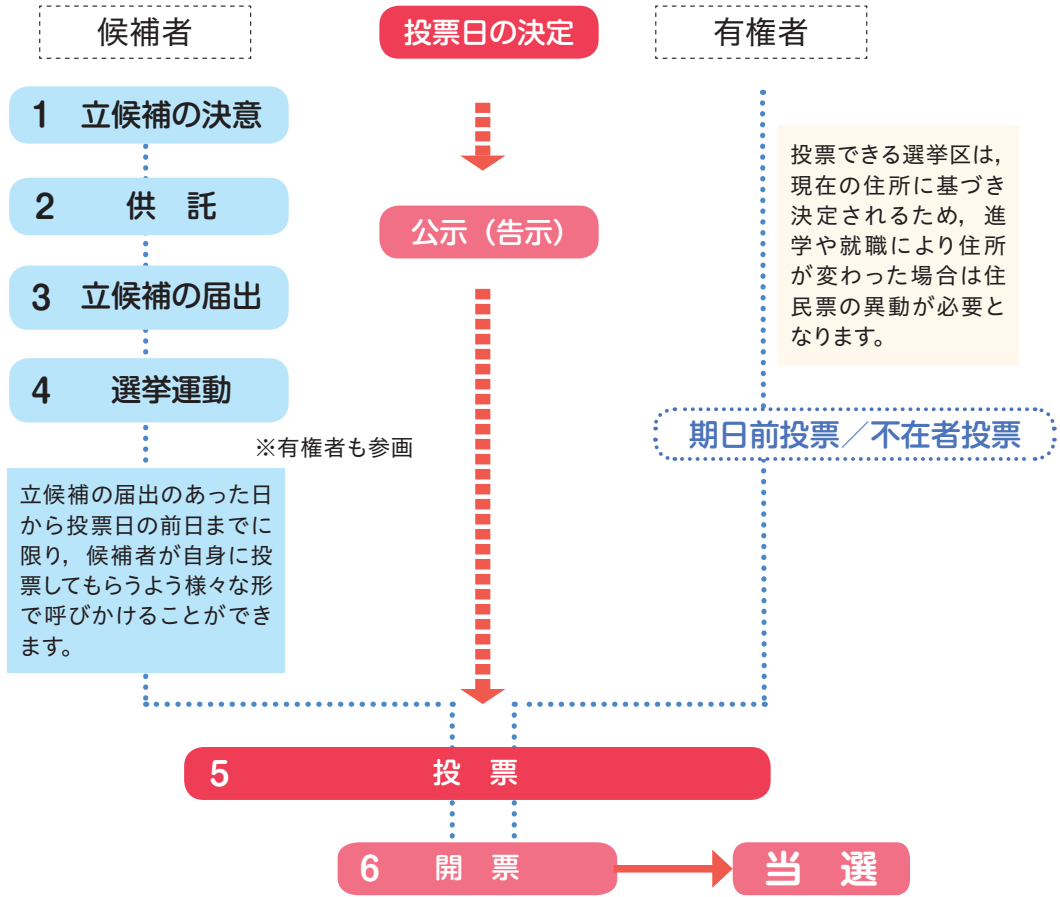 候補者
投票日の決定
有権者
1 立候補の決意
2 供 託
3 立候補の届出
4 選挙運動
※有権者も参画
立候補の届出のあった日
から投票日の前日までに
限り，候補者が自身に投
票してもらうよう様々な形
で呼びかけることができ
ます。
公示（告示）
投票できる選挙区は，
現在の住所に基づき
決定されるため，進
学や就職により住所
が変わった場合は住
民票の異動が必要と
なります。
期日前投票／不在者投票
5 投 票
6 開 票
当 選